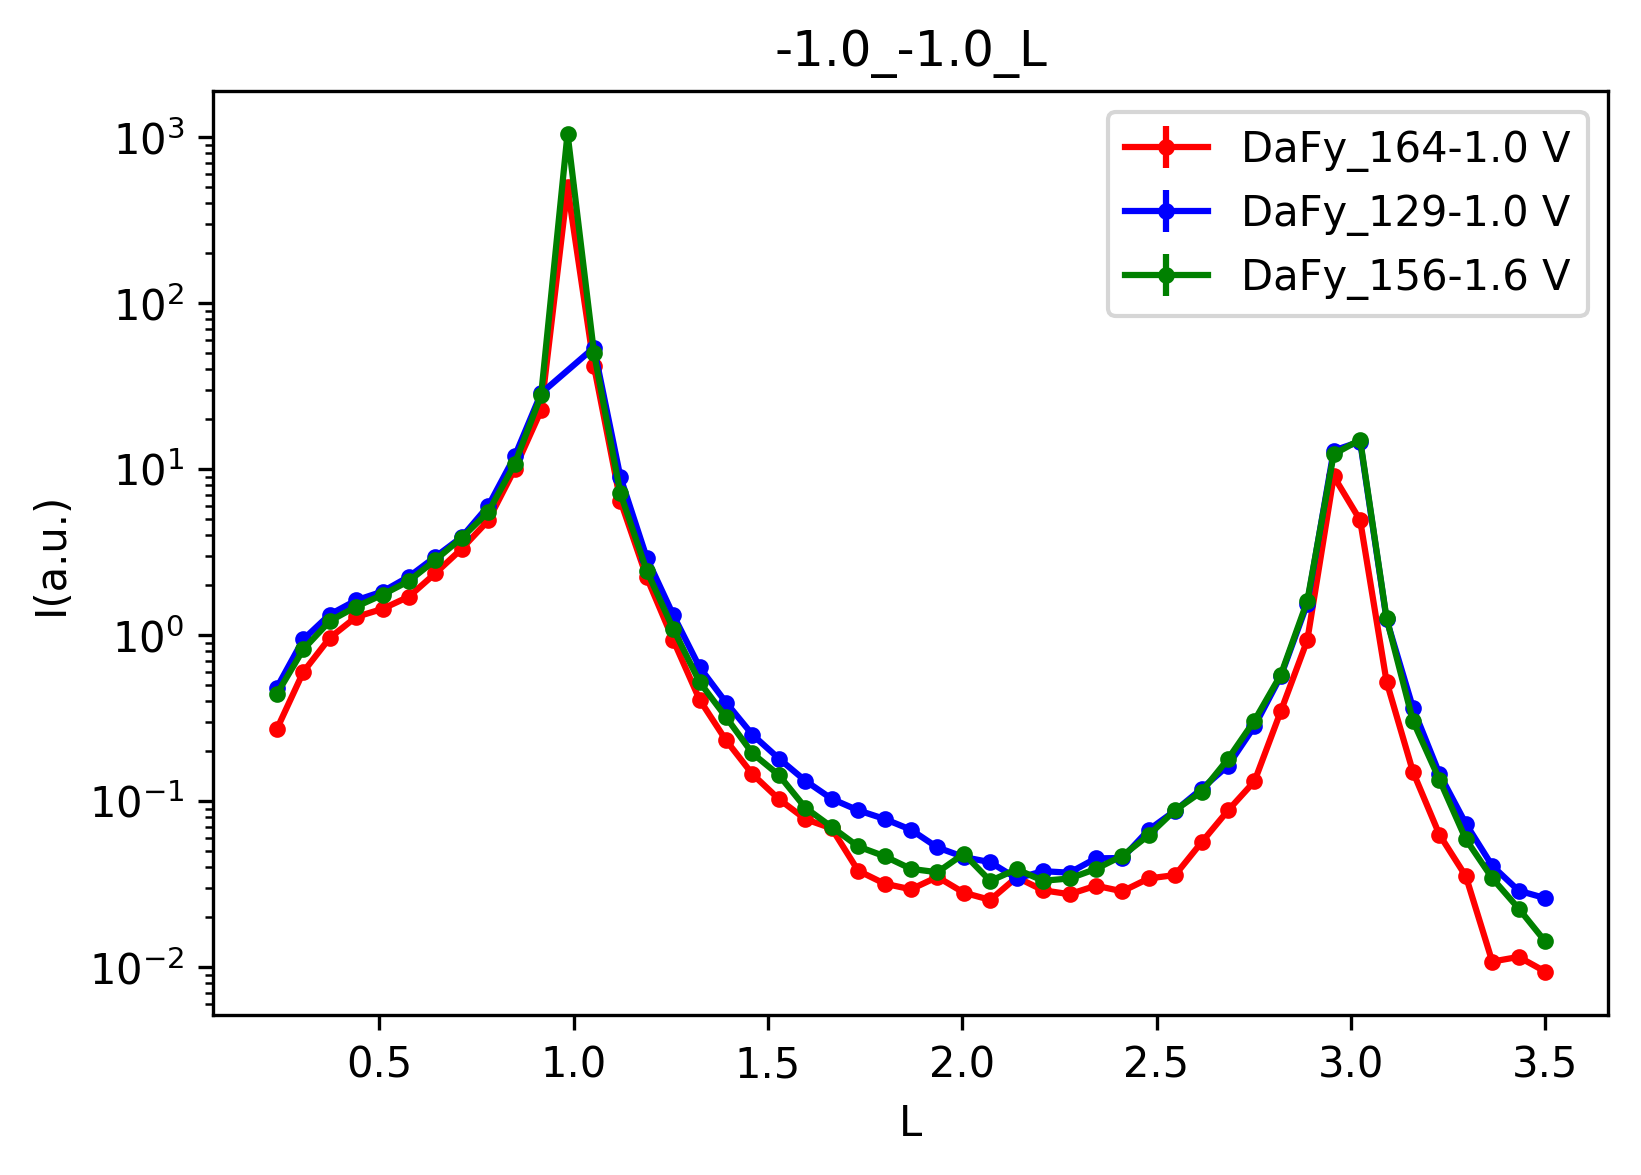 -1.0_-1.0_L
I(a.u.)
10³
10²
10¹
10⁰
10⁻¹
10⁻²
DaFy_164-1.0 V
DaFy_129-1.0 V
DaFy_156-1.6 V
0.5 1.0 1.5 2.0 2.5 3.0 3.5
L